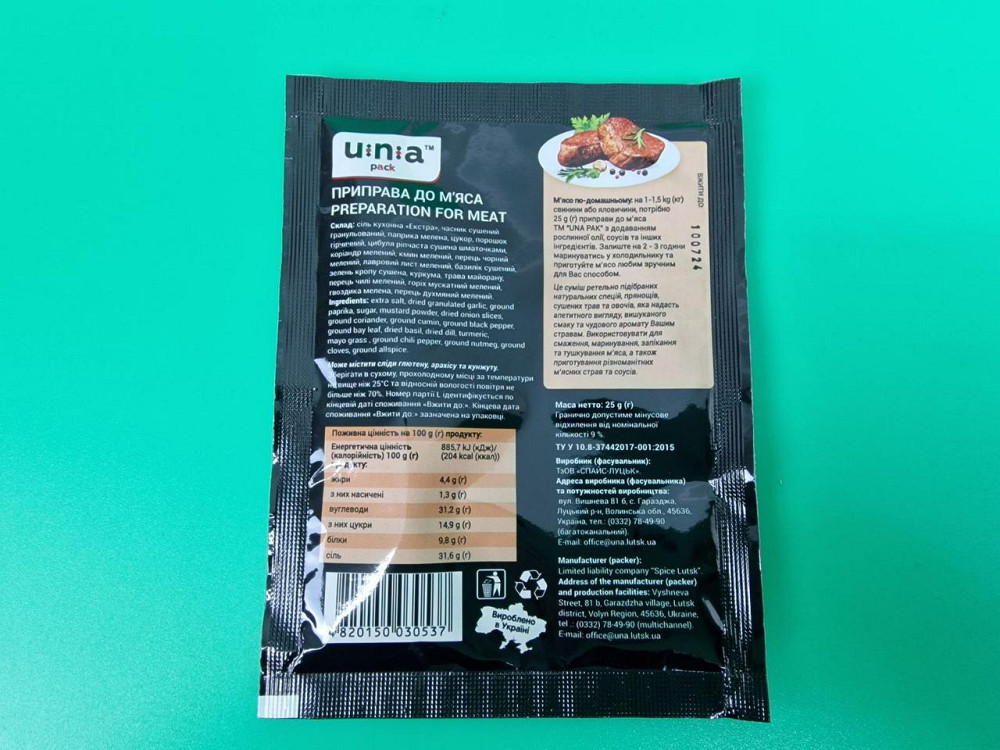 u:n:a™
pack
ПРИПРАВА ДО М'ЯСА
PREPARATION FOR MEAT
Склад: сіль кухонна «Екстра», часник сушений
гранульований, паприка мелена, цукор, порошок
гірчичний, цибуля ріпчаста сушена шматочками,
коріандр мелений, кмин мелений, перець чорний
мелений, лавровий лист мелений, базилік сушений,
зелень кропу сушена, куркума, трава майорану,
перець чилі мелений, горіх мускатний мелений,
гвоздика мелена, перець духмяний мелений.
Ingredients: extra salt, dried granulated garlic, ground
paprika, sugar, mustard powder, dried onion slices,
ground coriander, ground cumin, ground black pepper,
ground bay leaf, dried basil, dried dill, turmeric,
mayo grass , ground chili pepper, ground nutmeg, ground
cloves, ground allspice.
Може містити сліди глютену, арахісу та кунжуту.
Зберігати в сухому, прохолодному місці за температури
не вище ніж 25°С та відносній вологості повітря не
більше ніж 70%. Номер партії L ідентифікується по
кінцевій даті споживання «Вжити до:». Кінцева дата
споживання «Вжити до:» зазначена на упаковці.
Поживна цінність на 100 g (г) продукту:
Енергетична цінність 885,7 kJ (кДж)/
(калорійність) 100 g (г) (204 kcal (ккал))
продукту:
жири 4,4 g (г)
з них насичені 1,3 g (г)
вуглеводи 31,2 g (г)
з них цукри 14,9 g (г)
білки 9,8 g (г)
сіль 31,6 g (г)
4 820150 030537
Вироблено
в Україні
М'ясо по-домашньому: на 1-1,5 kg (кг)
свинини або яловичини, потрібно
25 g (г) приправи до м'яса
ТМ "UNA PAK" з додаванням
рослинної олії, соусів та інших
інгредієнтів. Залиште на 2 - 3 години
маринуватись у холодильнику та
приготуйте м'ясо любим зручним
для Вас способом.
Це суміш ретельно підібраних
натуральних спецій, прянощів,
сушених трав та овочів, яка надасть
апетитного вигляду, вишуканого
смаку та чудового аромату Вашим
стравам. Використовувати для
смаження, маринування, запікання
та тушкування м'яса, а також
приготування різноманітних
м'ясних страв та соусів.
ВЖИТИ ДО
100724
Маса нетто: 25 g (г)
Гранично допустиме мінусове
відхилення від номінальної
кількості 9 %.
ТУ У 10.8-37442017-001:2015
Виробник (фасувальник):
ТзОВ «СПАЙС-ЛУЦЬК».
Адреса виробника (фасувальника)
та потужностей виробництва:
вул. Вишнева 81 б, с. Гаразджа,
Луцький р-н, Волинська обл., 45636,
Україна, тел.: (0332) 78-49-90
(багатоканальний).
E-mail: office@una.lutsk.ua
Manufacturer (packer):
Limited liability company "Spice Lutsk".
Address of the manufacturer (packer)
and production facilities: Vyshneva
Street, 81 b, Garazdzha village, Lutsk
district, Volyn Region, 45636, Ukraine,
tel .: (0332) 78-49-90 (multichannel).
E-mail: office@una.lutsk.ua